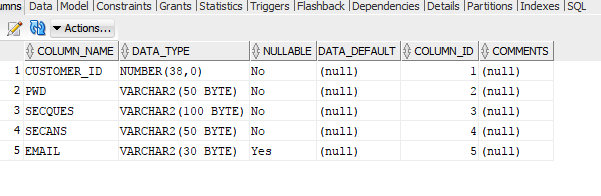 Data Model Constraints Grants Statistics Triggers Flashback Dependencies Details Partitions Indexes SQL
Actions...
COLUMN_NAME DATA_TYPE NULLABLE DATA_DEFAULT COLUMN_ID COMMENTS
1 CUSTOMER_ID NUMBER(38,0) No (null) 1 (null)
2 PWD VARCHAR2(50 BYTE) No (null) 2 (null)
3 SECQUES VARCHAR2(100 BYTE) No (null) 3 (null)
4 SECANS VARCHAR2(50 BYTE) No (null) 4 (null)
5 EMAIL VARCHAR2(30 BYTE) Yes (null) 5 (null)